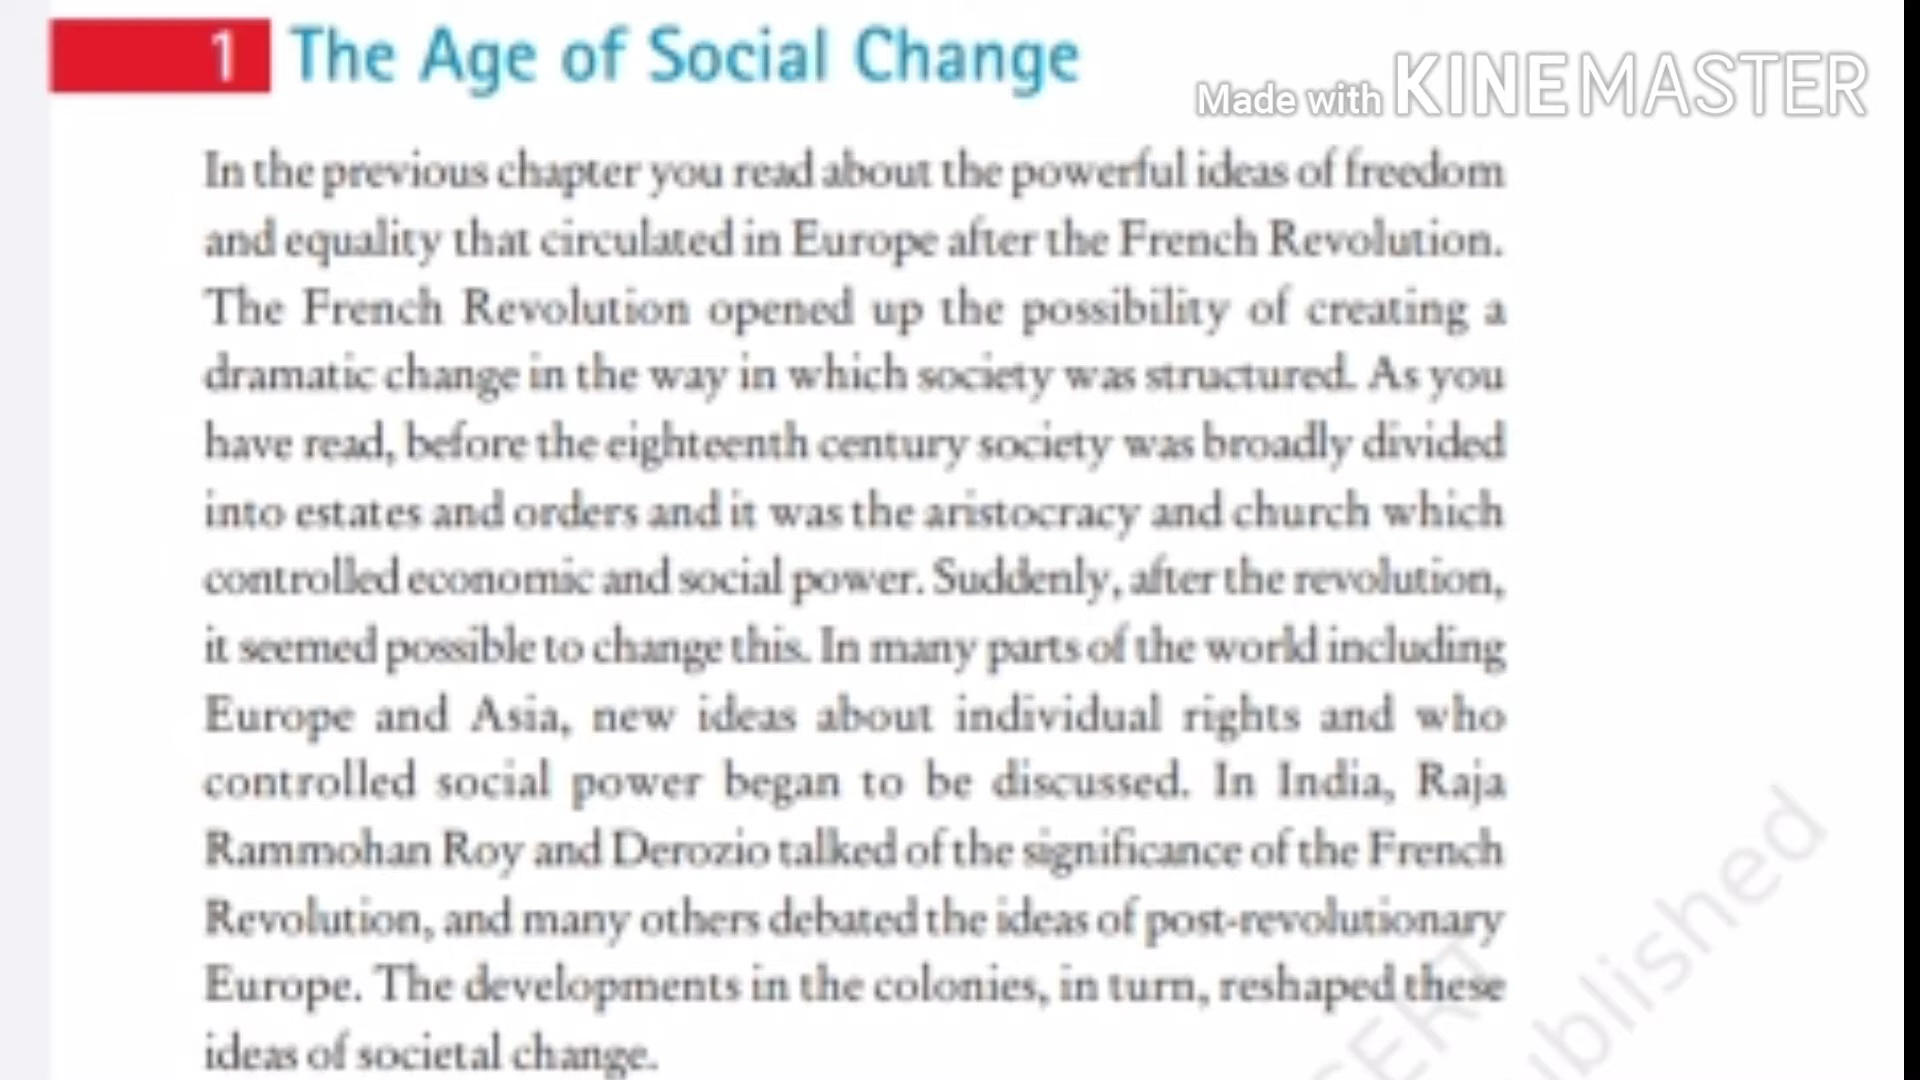 1 The Age of Social Change
Made with KINEMASTER
In the previous chapter you read about the powerful ideas of freedom
and equality that circulated in Europe after the French Revolution.
The French Revolution opened up the possibility of creating a
dramatic change in the way in which society was structured. As you
have read, before the eighteenth century society was broadly divided
into estates and orders and it was the aristocracy and church which
controlled economic and social power. Suddenly, after the revolution,
it seemed possible to change this. In many parts of the world including
Europe and Asia, new ideas about individual rights and who
controlled social power began to be discussed. In India, Raja
Rammohan Roy and Derozio talked of the significance of the French
Revolution, and many others debated the ideas of post-revolutionary
Europe. The developments in the colonies, in turn, reshaped these
ideas of societal change.